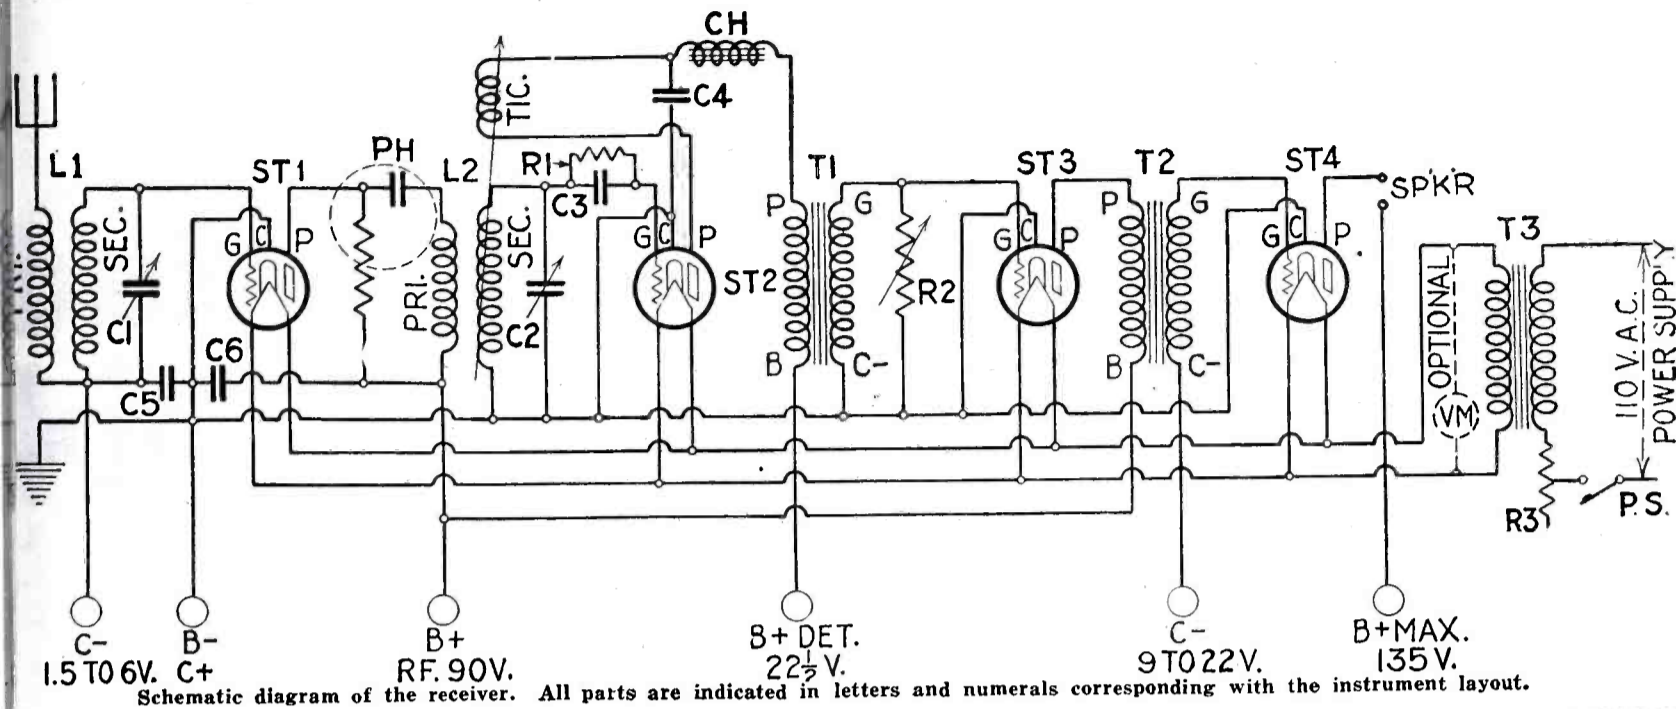 CH
TIC.
C4
PH
L1
ST1
L2
R1
C3
T1
ST3
T2
ST4
SP'K'R
SEC.
G
C
P
PRI.
SEC.
G
C
P
ST2
P
G
R2
G
C
P
P
G
G
C
P
T3
C1
C2
B
C-
B
C-
OPTIONAL
VM
110 V. A.C.
POWER SUPPLY
C5
C6
R3
P.S.
C-
1.5 TO 6V.
B-
C+
B+
RF. 90V.
B+ DET.
22½ V.
C-
9 TO 22V.
B+ MAX.
135 V.
Schematic diagram of the receiver. All parts are indicated in letters and numerals corresponding with the instrument layout.